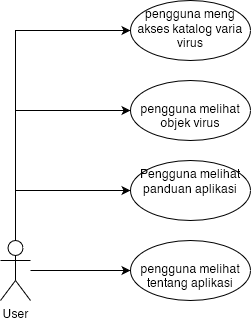 pengguna meng
akses katalog varia
virus
pengguna melihat
objek virus
Pengguna melihat
panduan aplikasi
pengguna melihat
tentang aplikasi
User